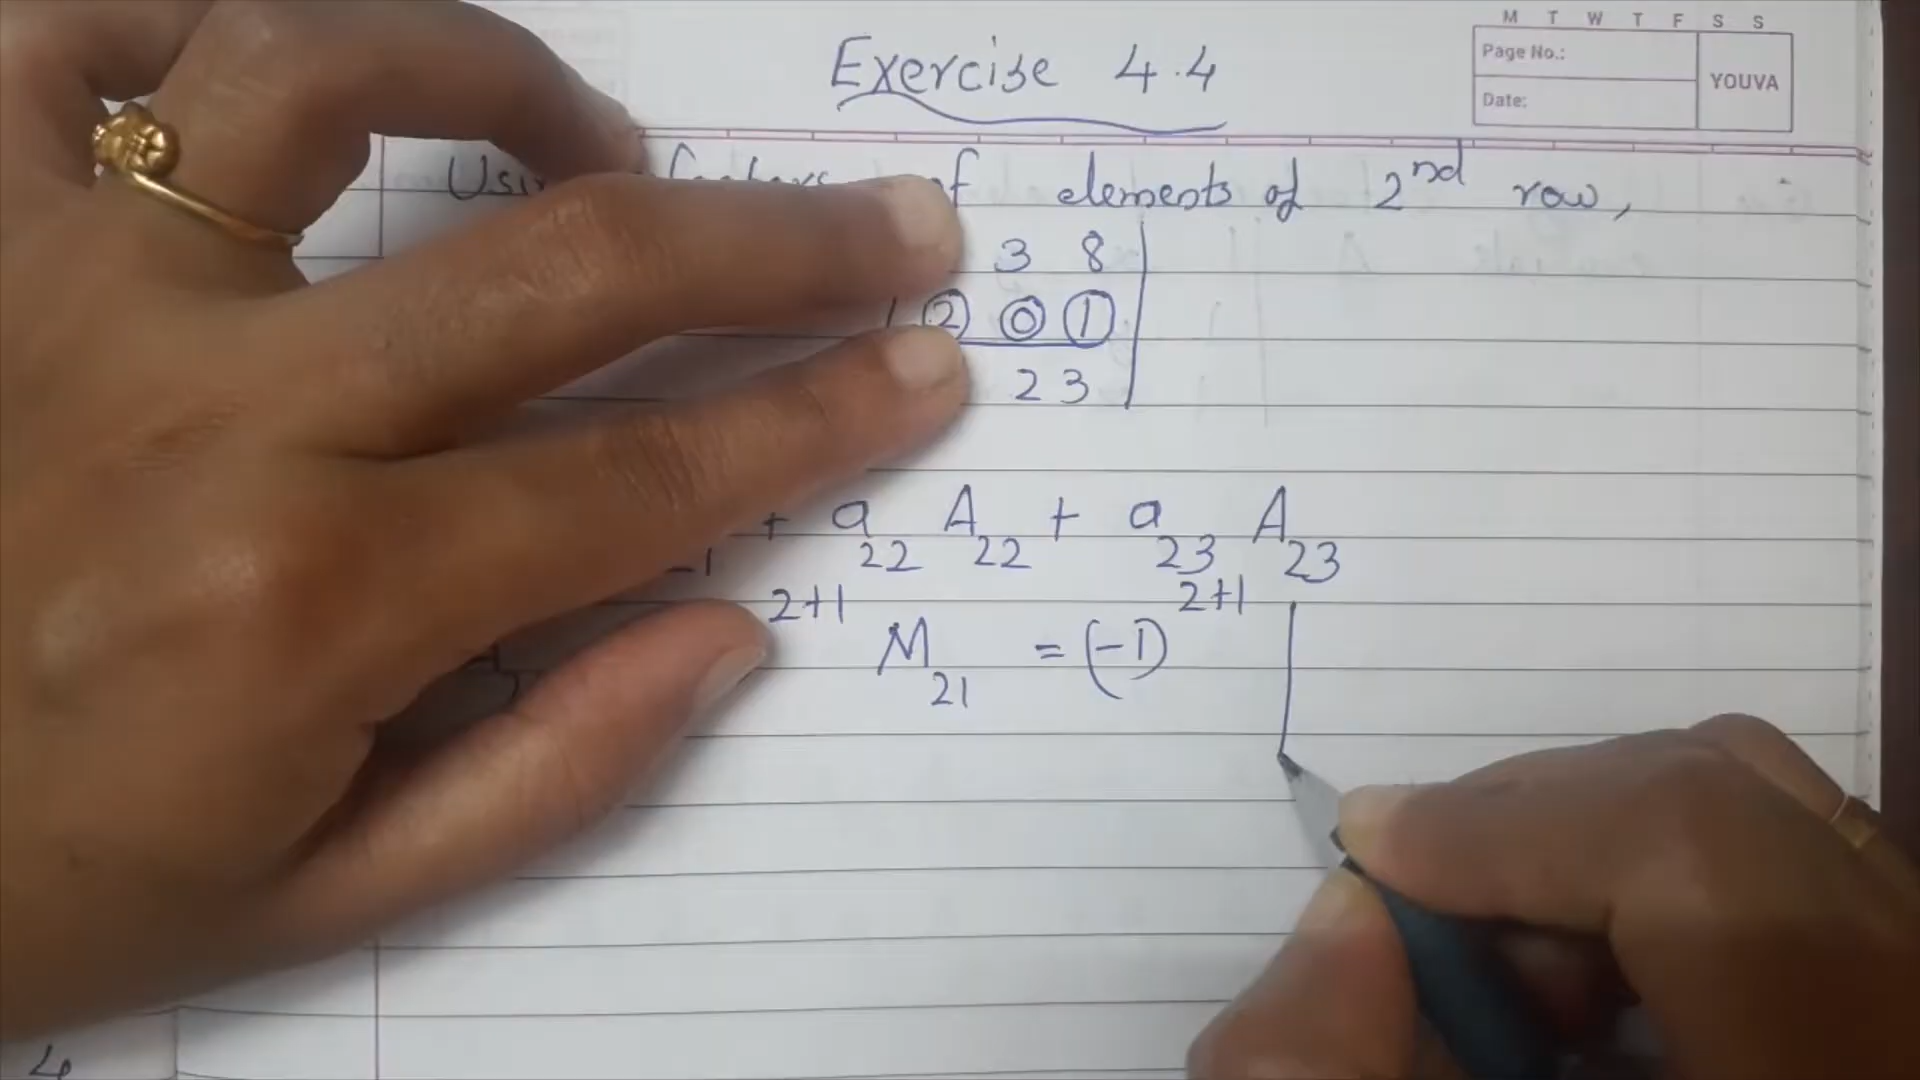 M T W T F S S
Page No.:
YOUVA
Date:
Exercise 4.4
of elements of 2nd row,
3 8
2 0 1
2 3
+ a22 A22 + a23 A23
2+1 M21 = (-1)2+1
4